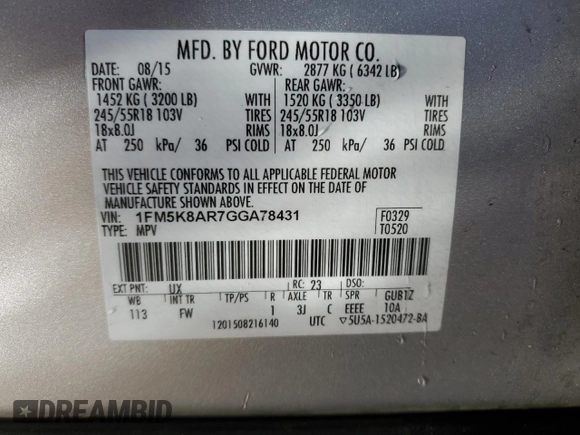 MFD. BY FORD MOTOR CO.
DATE: 08/15 GVWR: 2877 KG ( 6342 LB)
FRONT GAWR: REAR GAWR:
1452 KG ( 3200 LB) WITH 1520 KG ( 3350 LB) WITH
245/55R18 103V TIRES 245/55R18 103V TIRES
18x8.0J RIMS 18x8.0J RIMS
AT 250 kPa/ 36 PSI COLD AT 250 kPa/ 36 PSI COLD
THIS VEHICLE CONFORMS TO ALL APPLICABLE FEDERAL MOTOR
VEHICLE SAFETY STANDARDS IN EFFECT ON THE DATE OF
MANUFACTURE SHOWN ABOVE.
VIN: 1FM5K8AR7GGA78431 F0329
TYPE: MPV T0520
EXT PNT: UX RC: 23 DSO:
WB INT TR TP/PS R AXLE TR SPR GUB1Z
113 FW 1 3J C EEEE 10A
1201508216140 UTC ▽5U5A-1520472-BA
DREAMBID